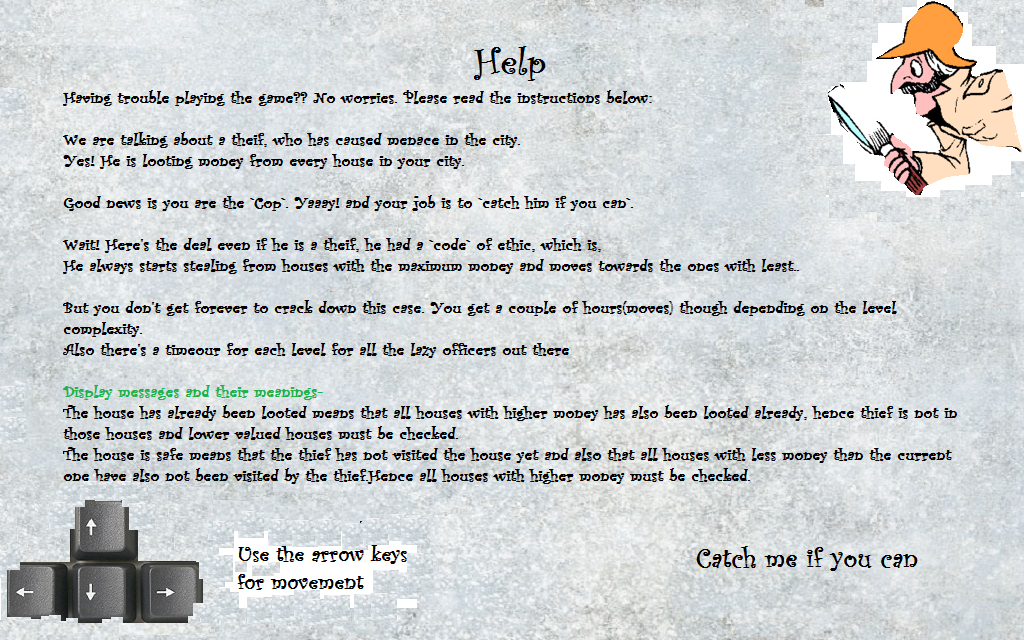 Help
Having trouble playing the game?? No worries. Please read the instructions below:
We are talking about a theif, who has caused menace in the city.
Yes! He is looting money from every house in your city.
Good news is you are the `Cop`. Yaaay! and your job is to `catch him if you can`.
Wait! Here's the deal even if he is a theif, he had a `code` of ethic, which is,
He always starts stealing from houses with the maximum money and moves towards the ones with least..
But you don't get forever to crack down this case. You get a couple of hours(moves) though depending on the level
complexity.
Also there's a timeour for each level for all the lazy officers out there
Display messages and their meanings-
The house has already been looted means that all houses with higher money has also been looted already, hence thief is not in
those houses and lower valued houses must be checked.
The house is safe means that the thief has not visited the house yet and also that all houses with less money than the current
one have also not been visited by the thief.Hence all houses with higher money must be checked.
Use the arrow keys
for movement
Catch me if you can